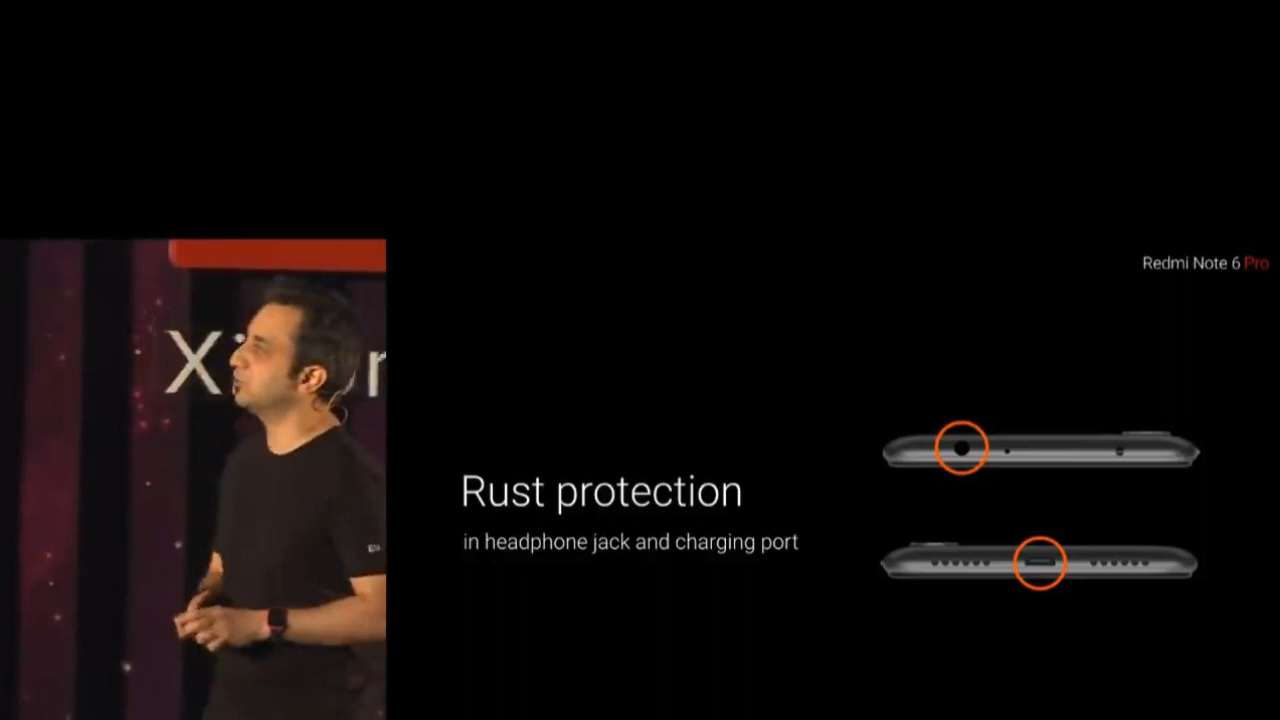 Redmi Note 6 Pro
Rust protection
in headphone jack and charging port